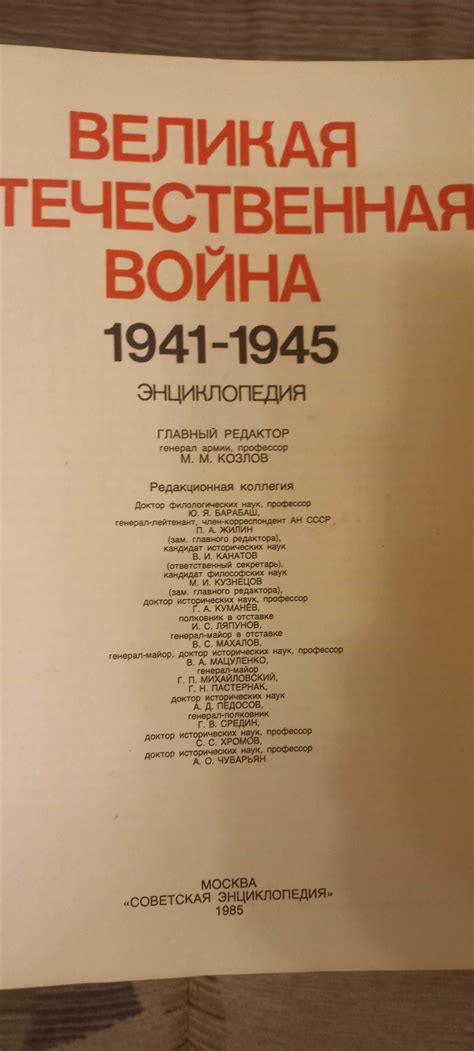 ВЕЛИКАЯ
ТЕЧЕСТВЕННАЯ
ВОЙНА
1941-1945
ЭНЦИКЛОПЕДИЯ
ГЛАВНЫЙ РЕДАКТОР
генерал армии, профессор
М. М. КОЗЛОВ
Редакционная коллегия
Доктор филологических наук, профессор
Ю. Я. БАРАБАШ,
генерал-лейтенант, член-корреспондент АН СССР
П. А. ЖИЛИН
(зам. главного редактора),
кандидат исторических наук
В. И. КАНАТОВ
(ответственный секретарь),
кандидат философских наук
М. И. КУЗНЕЦОВ
(зам. главного редактора),
доктор исторических наук, профессор
Г. А. КУМАНЁВ,
полковник в отставке
И. С. ЛЯПУНОВ,
генерал-майор в отставке
В. С. МАХАЛОВ,
генерал-майор, доктор исторических наук, профессор
В. А. МАЦУЛЕНКО,
генерал-майор
Г. П. МИХАЙЛОВСКИЙ,
Г. Н. ПАСТЕРНАК,
доктор исторических наук
А. Д. ПЕДОСОВ,
генерал-полковник
Г. В. СРЕДИН,
доктор исторических наук, профессор
С. С. ХРОМОВ,
доктор исторических наук, профессор
А. О. ЧУБАРЬЯН
МОСКВА
«СОВЕТСКАЯ ЭНЦИКЛОПЕДИЯ»
1985